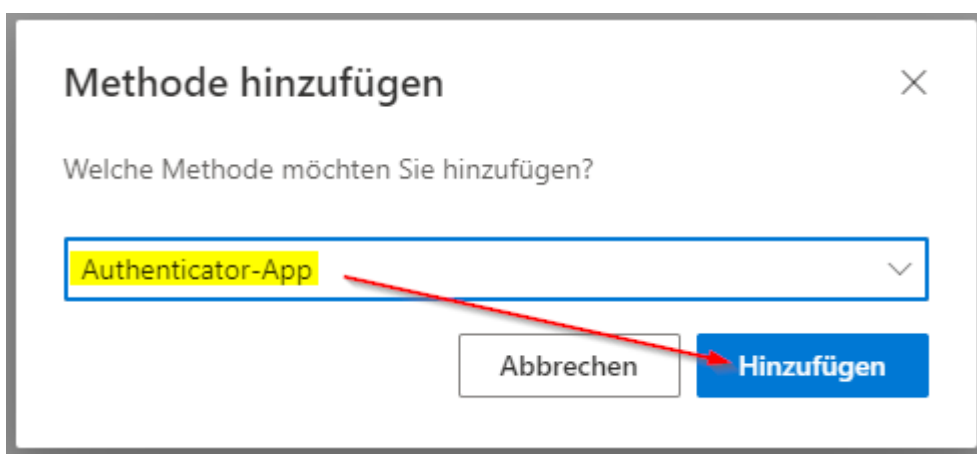 Methode hinzufügen
Welche Methode möchten Sie hinzufügen?
Authenticator-App
Abbrechen
Hinzufügen